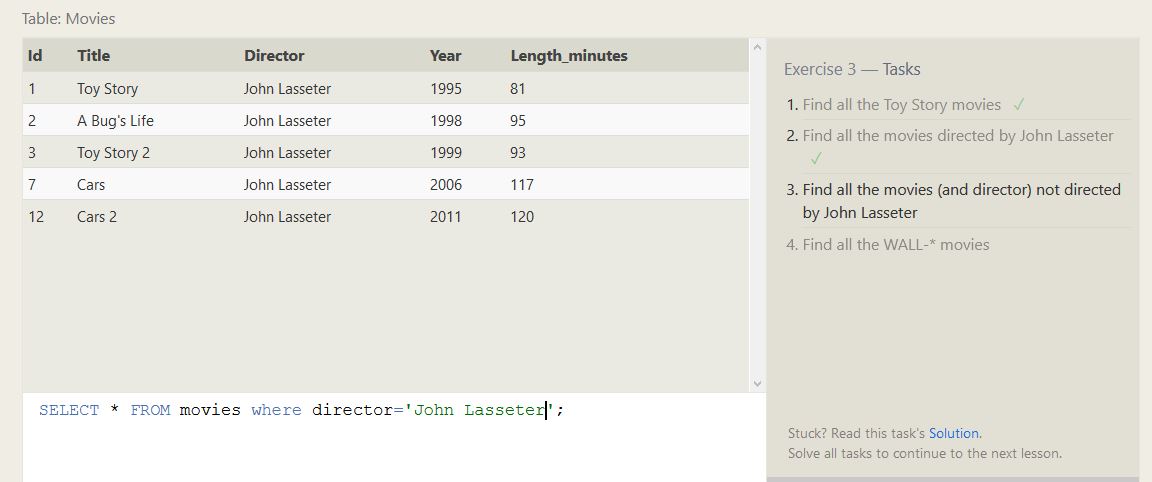 Table: Movies
Id Title Director Year Length_minutes
1 Toy Story John Lasseter 1995 81
2 A Bug's Life John Lasseter 1998 95
3 Toy Story 2 John Lasseter 1999 93
7 Cars John Lasseter 2006 117
12 Cars 2 John Lasseter 2011 120
SELECT * FROM movies where director='John Lasseter';
Exercise 3 — Tasks
1. Find all the Toy Story movies ✓
2. Find all the movies directed by John Lasseter
✓
3. Find all the movies (and director) not directed
by John Lasseter
4. Find all the WALL-* movies
Stuck? Read this task's Solution.
Solve all tasks to continue to the next lesson.